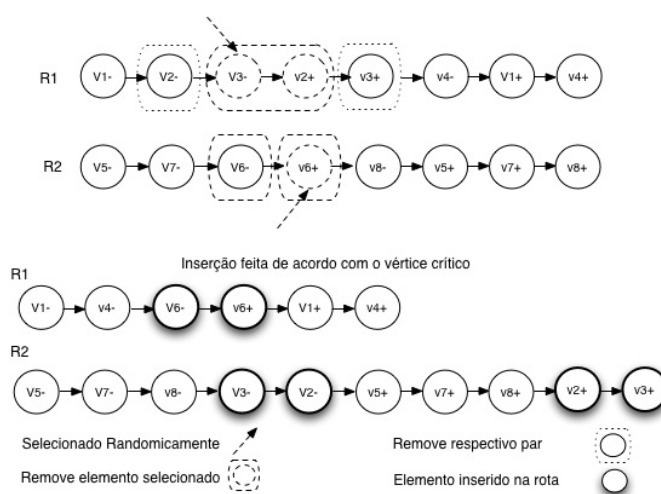 R1
V1- V2- V3- v2+ v3+ v4- V1+ v4+
R2
V5- V7- V6- v6+ v8- v5+ v7+ v8+
Inserção feita de acordo com o vértice crítico
R1
V1- v4- V6- v6+ V1+ v4+
R2
V5- V7- v8- V3- V2- v5+ v7+ v8+ v2+ v3+
Selecionado Randomicamente
Remove respectivo par
Remove elemento selecionado
Elemento inserido na rota